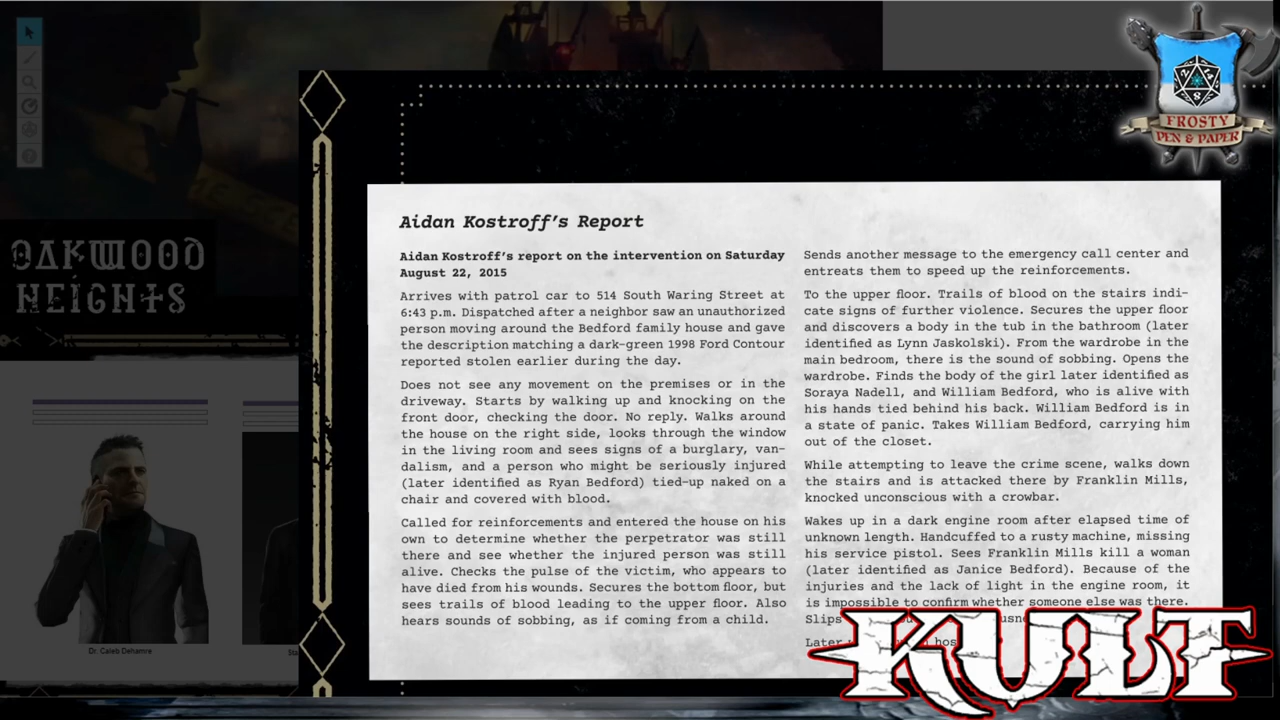 FROSTY
PEN & PAPER
OAKWOOD
HEIGHTS
Aidan Kostroff's Report
Aidan Kostroff's report on the intervention on Saturday
August 22, 2015
Arrives with patrol car to 514 South Waring Street at
6:43 p.m. Dispatched after a neighbor saw an unauthorized
person moving around the Bedford family house and gave
the description matching a dark-green 1998 Ford Contour
reported stolen earlier during the day.
Does not see any movement on the premises or in the
driveway. Starts by walking up and knocking on the
front door, checking the door. No reply. Walks around
the house on the right side, looks through the window
in the living room and sees signs of a burglary, van-
dalism, and a person who might be seriously injured
(later identified as Ryan Bedford) tied-up naked on a
chair and covered with blood.
Called for reinforcements and entered the house on his
own to determine whether the perpetrator was still
there and see whether the injured person was still
alive. Checks the pulse of the victim, who appears to
have died from his wounds. Secures the bottom floor, but
sees trails of blood leading to the upper floor. Also
hears sounds of sobbing, as if coming from a child.
Sends another message to the emergency call center and
entreats them to speed up the reinforcements.
To the upper floor. Trails of blood on the stairs indi-
cate signs of further violence. Secures the upper floor
and discovers a body in the tub in the bathroom (later
identified as Lynn Jaskolski). From the wardrobe in the
main bedroom, there is the sound of sobbing. Opens the
wardrobe. Finds the body of the girl later identified as
Soraya Nadell, and William Bedford, who is alive with
his hands tied behind his back. William Bedford is in
a state of panic. Takes William Bedford, carrying him
out of the closet.
While attempting to leave the crime scene, walks down
the stairs and is attacked there by Franklin Mills,
knocked unconscious with a crowbar.
Wakes up in a dark engine room after elapsed time of
unknown length. Handcuffed to a rusty machine, missing
his service pistol. Sees Franklin Mills kill a woman
(later identified as Janice Bedford). Because of the
injuries and the lack of light in the engine room, it
is impossible to confirm whether someone else was there.
Slips
Later
KULT
Dr. Caleb Dehamre